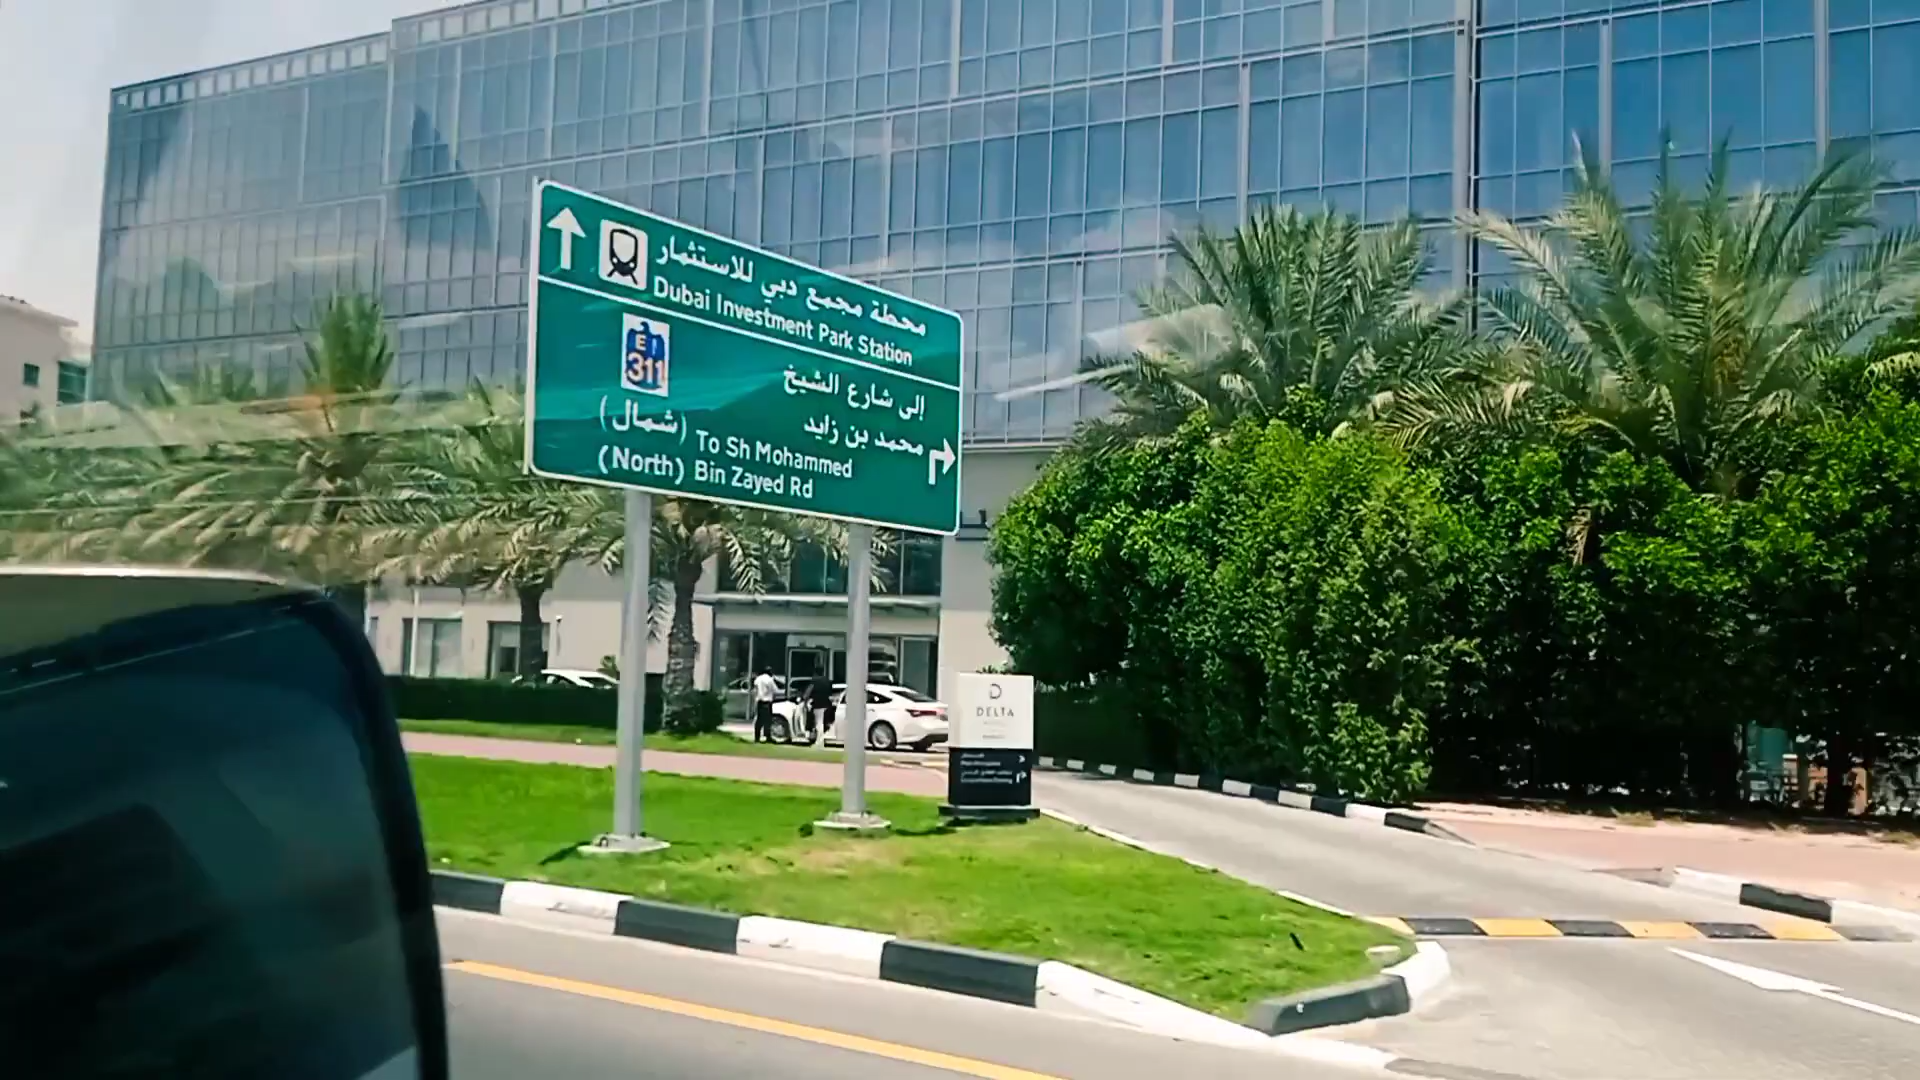 محطة مجمع دبي للاستثمار
Dubai Investment Park Station
E
311
إلى شارع الشيخ
محمد بن زايد
(شمال)
To Sh Mohammed
(North) Bin Zayed Rd
D
DELTA